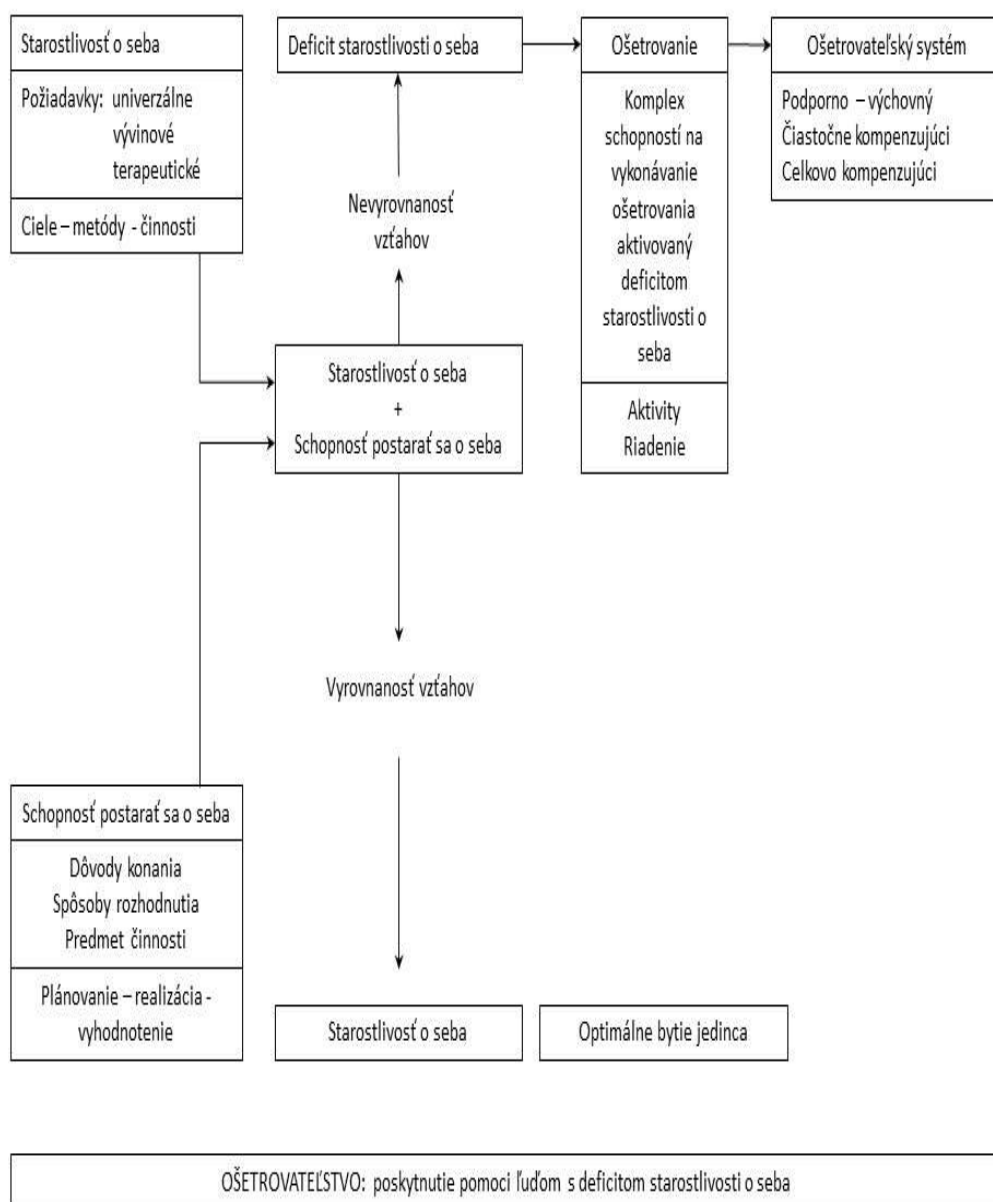 Starostlivosť o seba
Požiadavky: univerzálne
vývinové
terapeutické
Ciele – metódy - činnosti
Deficit starostlivosti o seba
Ošetrovanie
Komplex
schopností na
vykonávanie
ošetrovania
aktivovaný
deficitom
starostlivosti o
seba
Aktivity
Riadenie
Ošetrovateľský systém
Podporno – výchovný
Čiastočne kompenzujúci
Celkovo kompenzujúci
Nevyrovnanosť
vzťahov
Starostlivosť o seba
+
Schopnosť postarať sa o seba
Vyrovnanosť vzťahov
Schopnosť postarať sa o seba
Dôvody konania
Spôsoby rozhodnutia
Predmet činnosti
Plánovanie – realizácia -
vyhodnotenie
Starostlivosť o seba
Optimálne bytie jedinca
OŠETROVATEĽSTVO: poskytnutie pomoci ľuďom s deficitom starostlivosti o seba